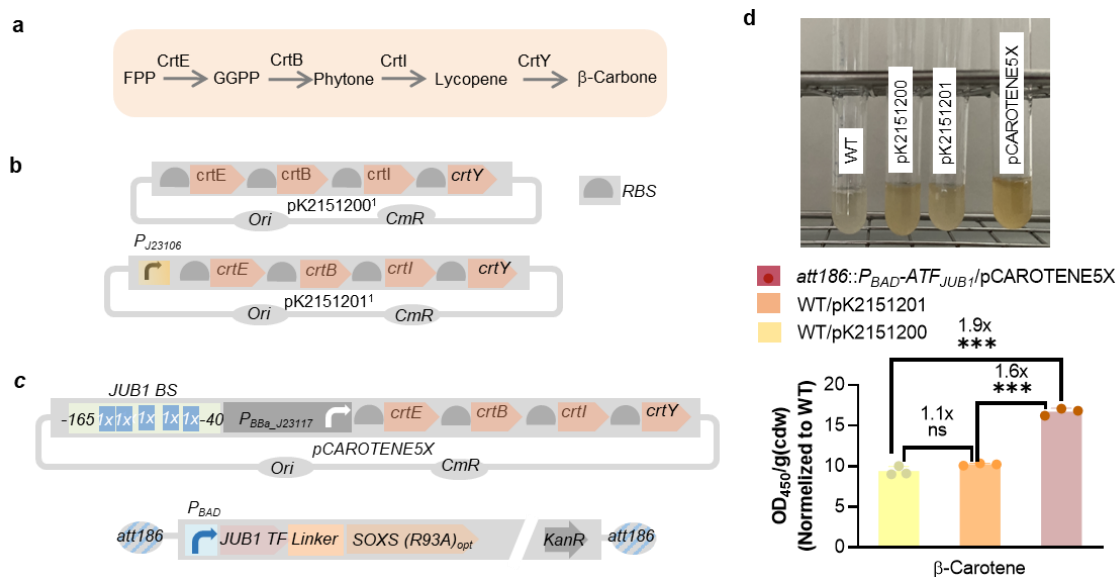 a
CrtE
CrtB
CrtI
CrtY
FPP
GGPP
Phytone
Lycopene
β-Carbone
b
crtE
crtB
crtI
crtY
RBS
pK2151200¹
Ori
CmR
P_J23106
crtE
crtB
crtI
crtY
pK2151201¹
Ori
CmR
c
JUB1 BS
-165 1x 1x 1x 1x 1x -40
P_BBa_J23117
crtE
crtB
crtI
crtY
pCAROTENE5X
Ori
CmR
P_BAD
att186
JUB1 TF
Linker
SOXS (R93A)_opt
KanR
att186
d
WT
pK2151200
pK2151201
pCAROTENE5X
att186::P_BAD-ATF_JUB1/pCAROTENE5X
WT/pK2151201
WT/pK2151200
1.9x
***
1.6x
***
1.1x
ns
20
15
10
5
0
OD₄₅₀/g(cdw)
(Normelized to WT)
β-Carotene